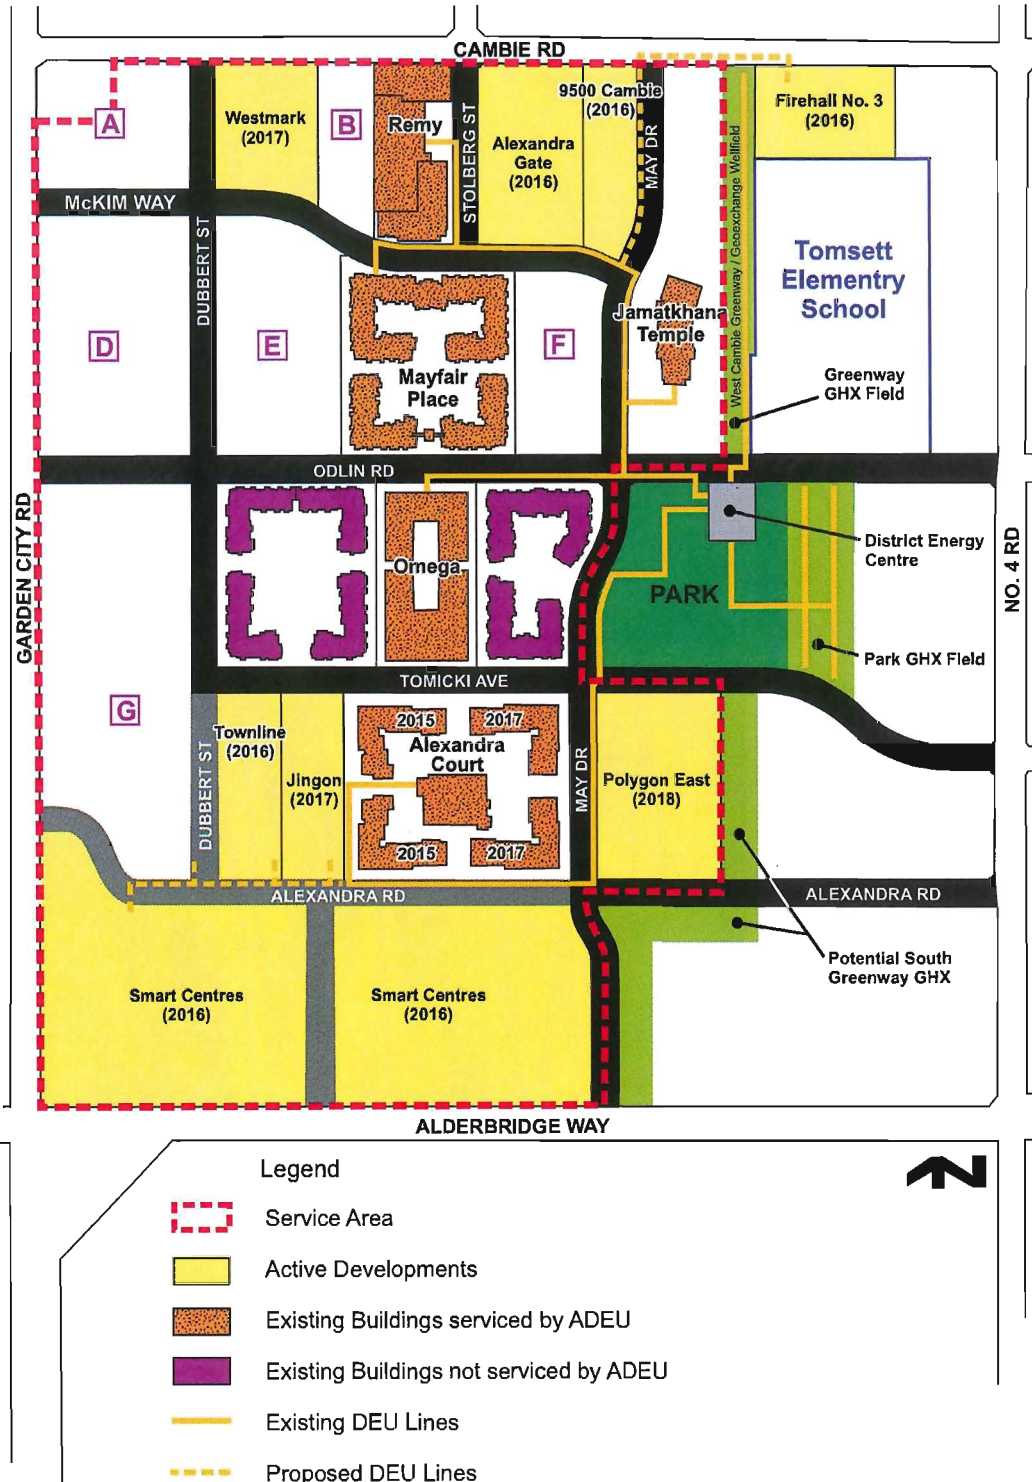 CAMBIE RD
9500 Cambie
(2016)
Firehall No. 3
(2016)
A
Westmark
(2017)
B
Remy
STOLBERG ST
Alexandra
Gate
(2016)
MAY DR
West Cambie Greenway / Geoexchange Wellfield
McKIM WAY
DUBBERT ST
Tomsett
Elementry
School
Jamatkhana
Temple
D
E
F
Mayfair
Place
Greenway
GHX Field
ODLIN RD
GARDEN CITY RD
NO. 4 RD
Omega
District Energy
Centre
PARK
Park GHX Field
TOMICKI AVE
G
Townline
(2016)
DUBBERT ST
Jingon
(2017)
2015
2017
Alexandra
Court
2015
2017
MAY DR
Polygon East
(2018)
ALEXANDRA RD
ALEXANDRA RD
Potential South
Greenway GHX
Smart Centres
(2016)
Smart Centres
(2016)
ALDERBRIDGE WAY
Legend
N
Service Area
Active Developments
Existing Buildings serviced by ADEU
Existing Buildings not serviced by ADEU
Existing DEU Lines
Proposed DEU Lines